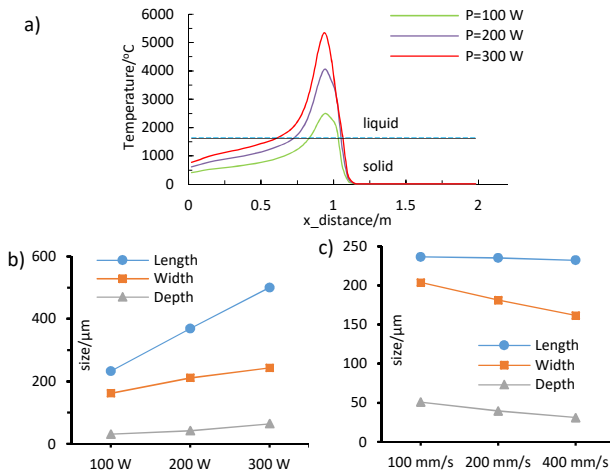 a)
Temperature/°C
6000
5000
4000
3000
2000
1000
0
P=100 W
P=200 W
P=300 W
liquid
solid
0
0.5
1
1.5
2
x_distance/m
b)
size/μm
600
400
200
0
Length
Width
Depth
100 W
200 W
300 W
c)
size/μm
250
200
150
100
50
0
Length
Width
Depth
100 mm/s
200 mm/s
400 mm/s